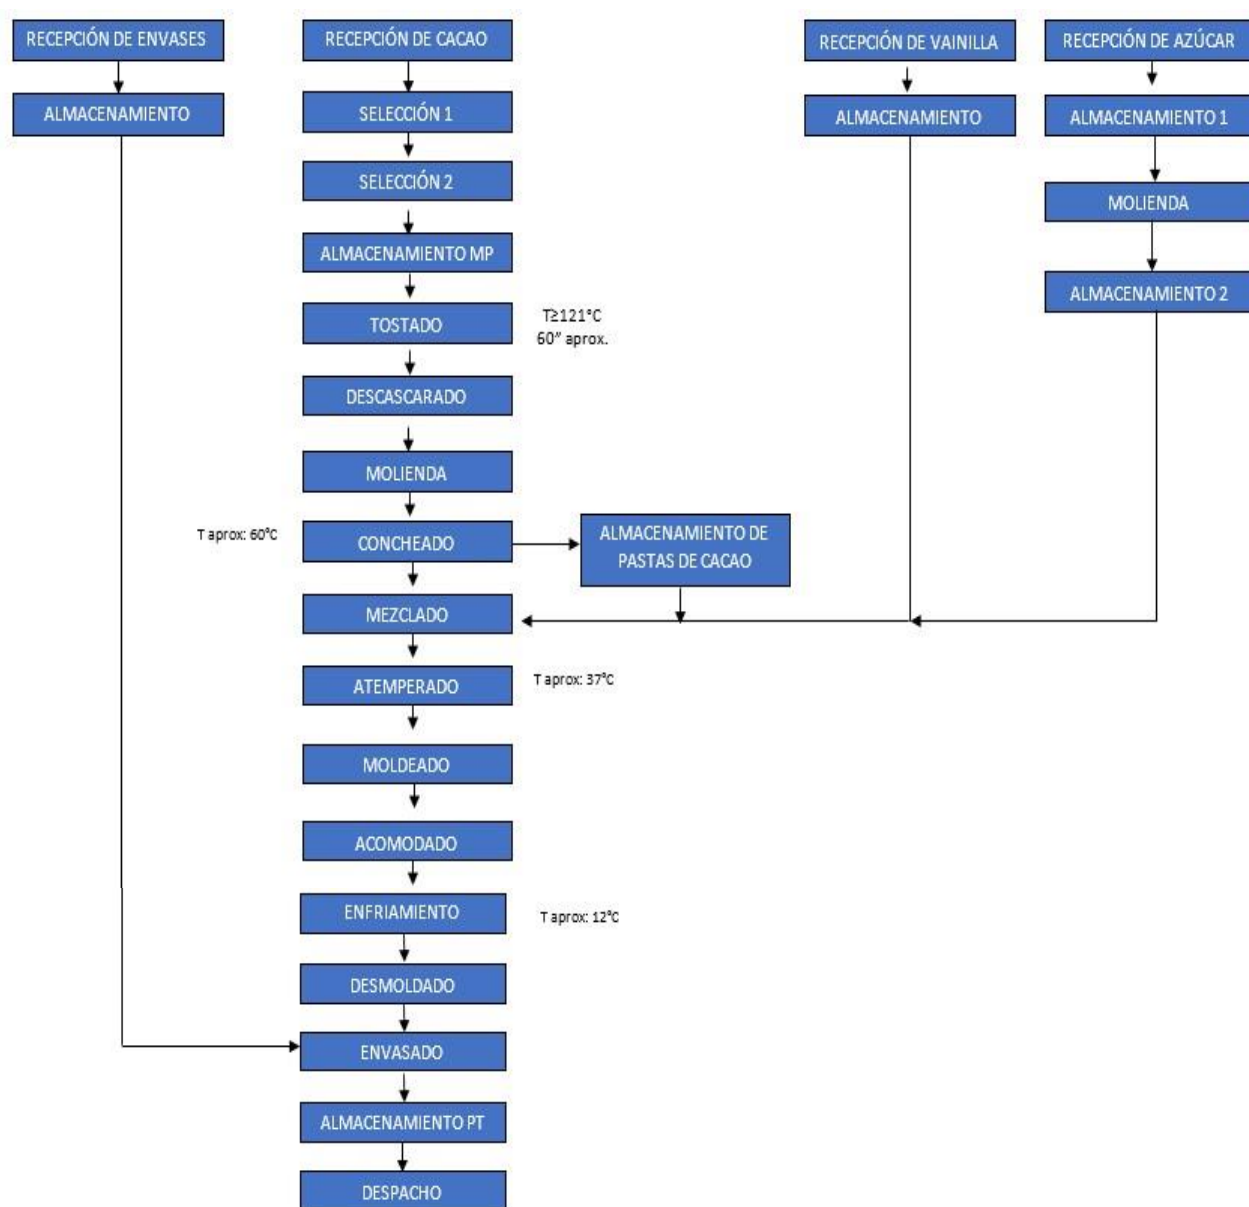 RECEPCIÓN DE ENVASES
ALMACENAMIENTO
RECEPCIÓN DE CACAO
SELECCIÓN 1
SELECCIÓN 2
ALMACENAMIENTO MP
TOSTADO
T≥121°C
60” aprox.
DESCASCARADO
MOLIENDA
T aprox: 60°C
CONCHEADO
ALMACENAMIENTO DE
PASTAS DE CACAO
RECEPCIÓN DE VAINILLA
ALMACENAMIENTO
RECEPCIÓN DE AZÚCAR
ALMACENAMIENTO 1
MOLIENDA
ALMACENAMIENTO 2
MEZCLADO
ATEMPERADO
T aprox: 37°C
MOLDEADO
ACOMODADO
ENFRIAMIENTO
T aprox: 12°C
DESMOLDADO
ENVASADO
ALMACENAMIENTO PT
DESPACHO